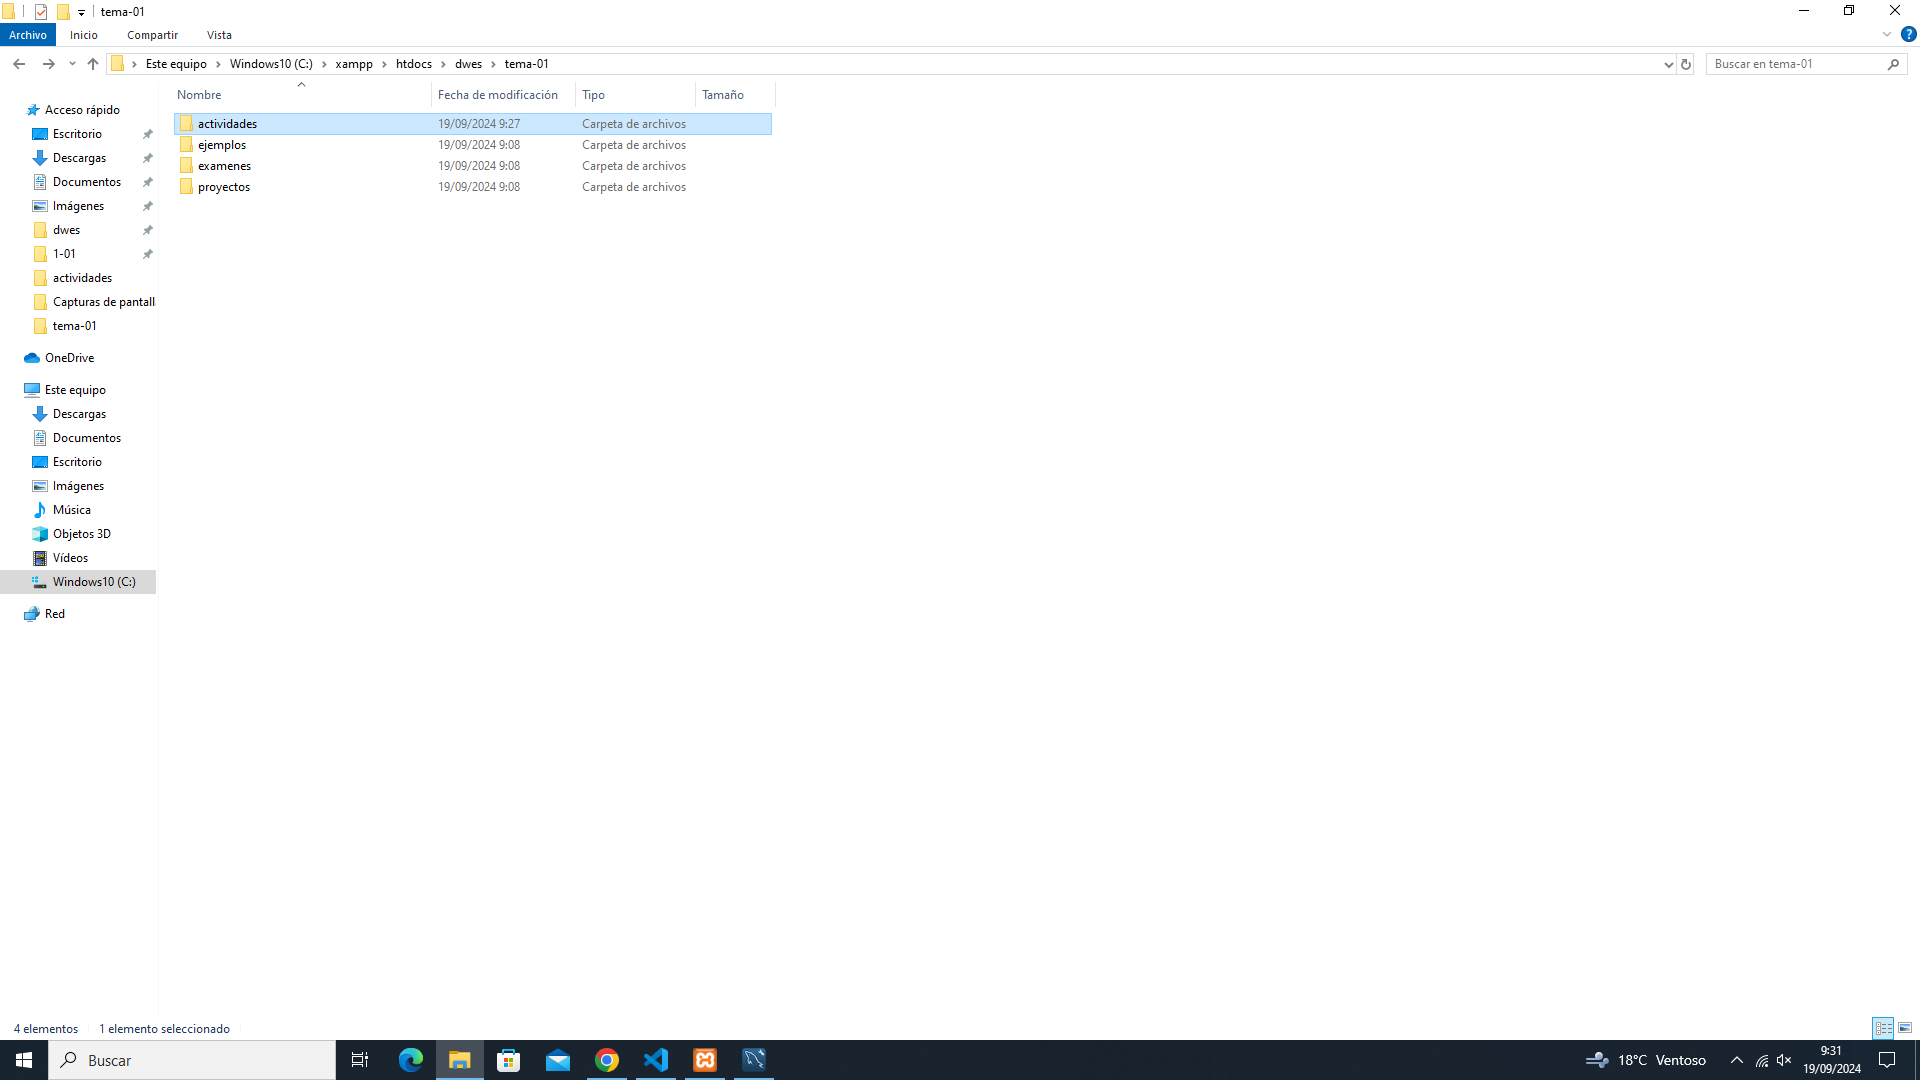 tema-01
Archivo Inicio Compartir Vista
Este equipo Windows10 (C:) xampp htdocs dwes tema-01
Buscar en tema-01
Nombre Fecha de modificación Tipo Tamaño
actividades 19/09/2024 9:27 Carpeta de archivos
ejemplos 19/09/2024 9:08 Carpeta de archivos
examenes 19/09/2024 9:08 Carpeta de archivos
proyectos 19/09/2024 9:08 Carpeta de archivos
Acceso rápido
Escritorio
Descargas
Documentos
Imágenes
dwes
1-01
actividades
Capturas de pantall
tema-01
OneDrive
Este equipo
Descargas
Documentos
Escritorio
Imágenes
Música
Objetos 3D
Vídeos
Windows10 (C:)
Red
4 elementos 1 elemento seleccionado
Buscar
18°C Ventoso
9:31
19/09/2024